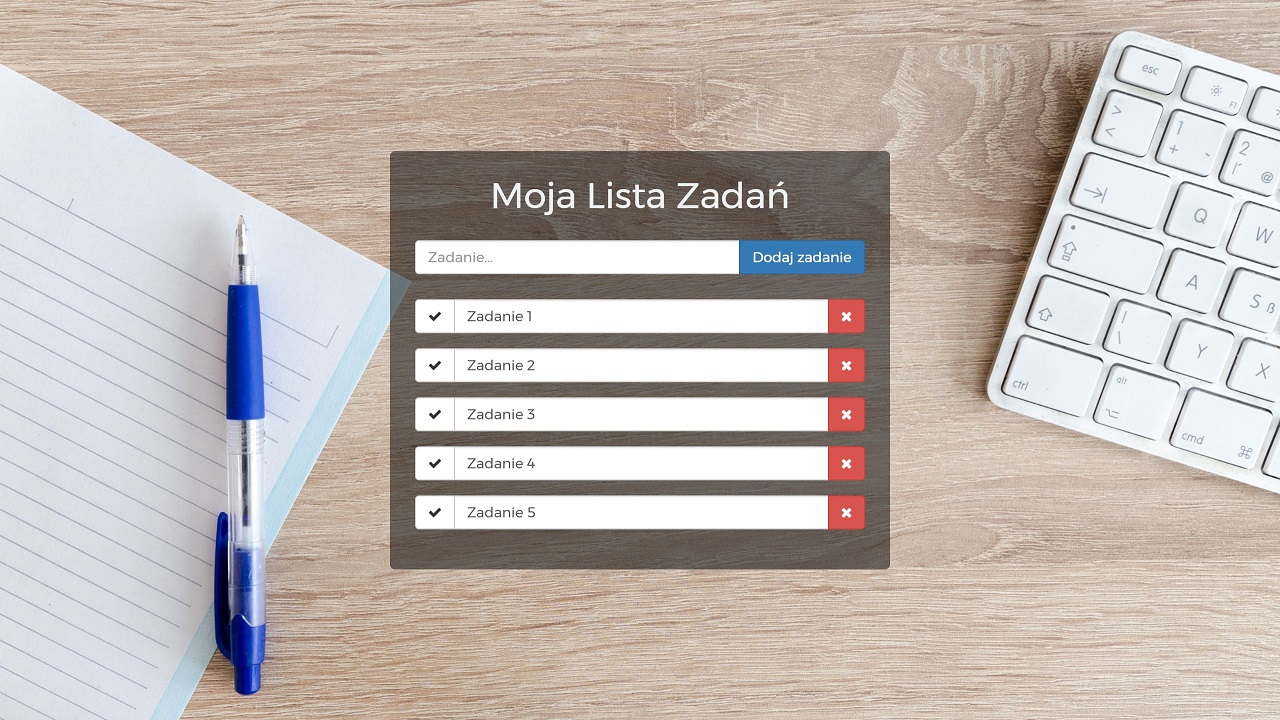 Moja Lista Zadań
Zadanie...
Dodaj zadanie
Zadanie 1
Zadanie 2
Zadanie 3
Zadanie 4
Zadanie 5
esc
F1
>
<
1
+
~
2
@
Q
W
A
S
ß
Y
X
ctrl
alt
cmd